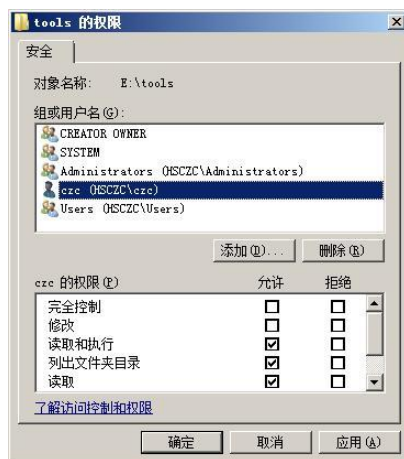 tools 的权限
安全
对象名称: E:\tools
组或用户名(G):
CREATOR OWNER
SYSTEM
Administrators (HSCZC\Administrators)
czc (HSCZC\czc)
Users (HSCZC\Users)
添加(D)... 删除(R)
czc 的权限(P) 允许 拒绝
完全控制
修改
读取和执行
列出文件夹目录
读取
了解访问控制和权限
确定 取消 应用(A)